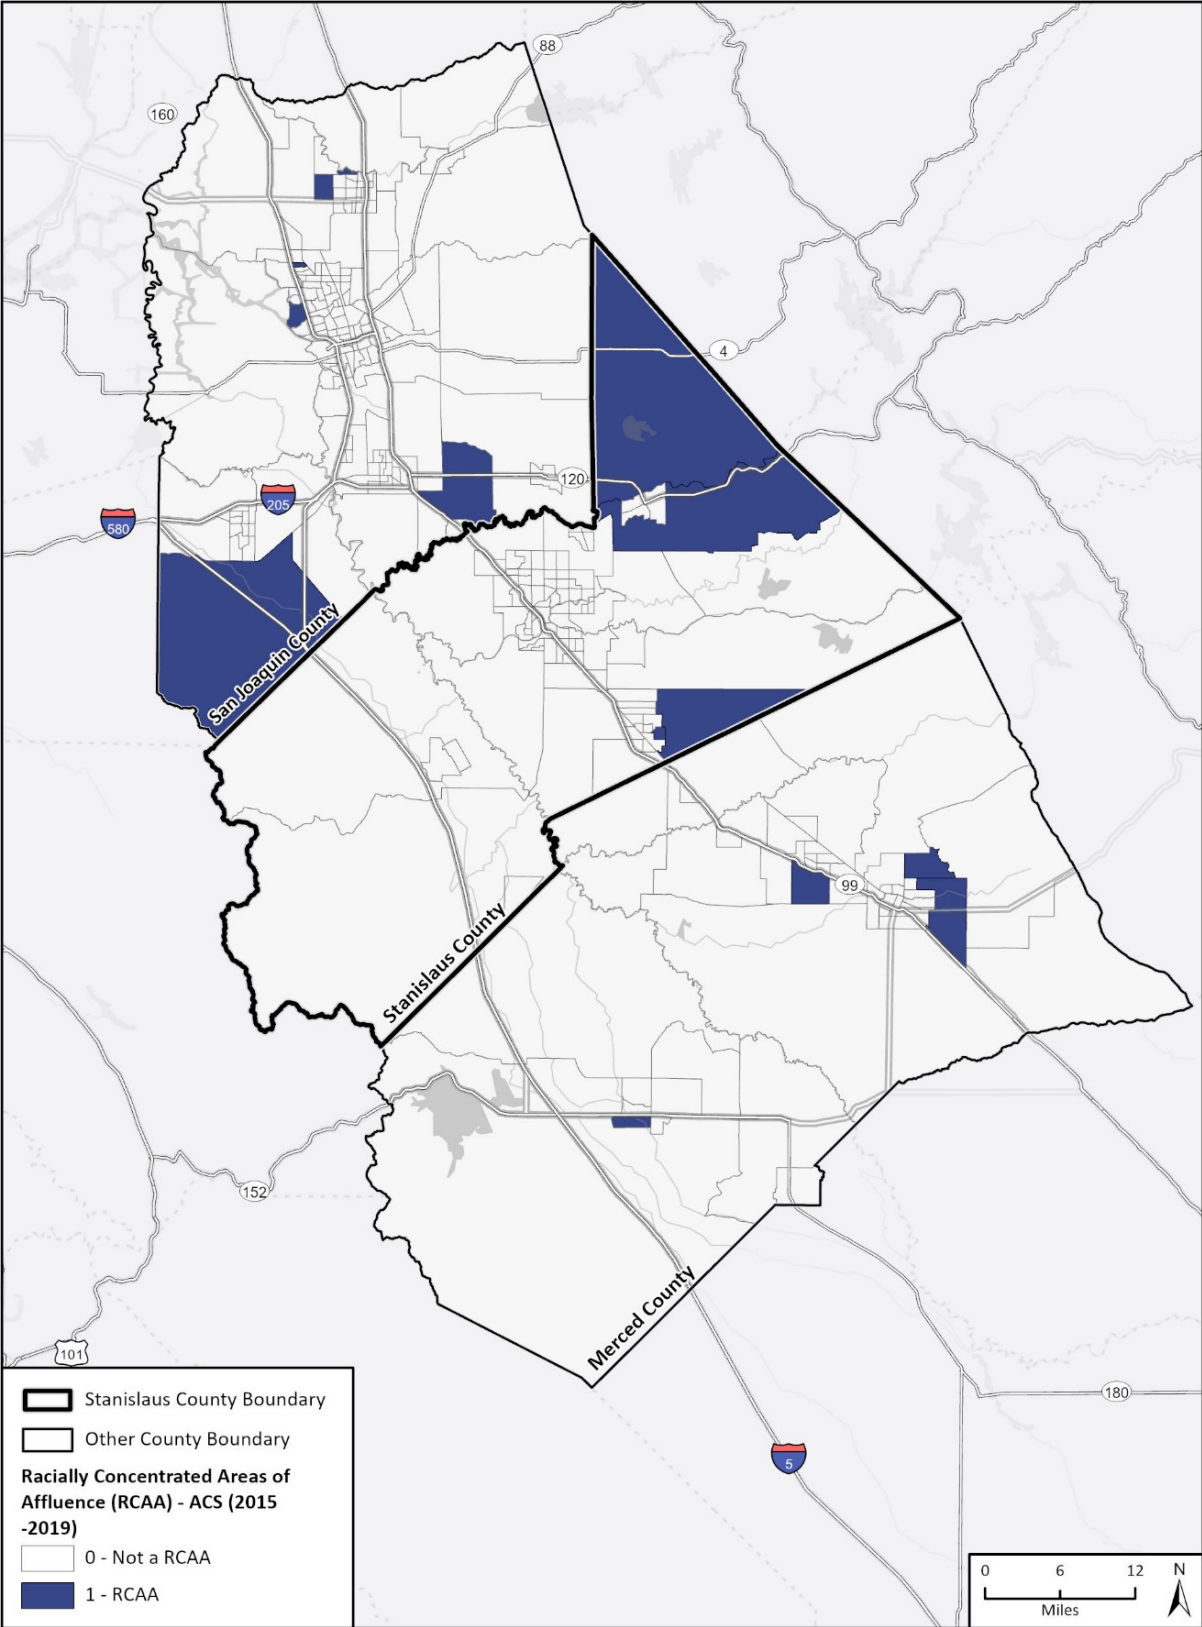 88
160
4
120
205
580
San Joaquin County
99
Stanislaus County
152
Merced County
101
180
5
Stanislaus County Boundary
Other County Boundary
Racially Concentrated Areas of
Affluence (RCAA) - ACS (2015
-2019)
0 - Not a RCAA
1 - RCAA
0 6 12 N
Miles